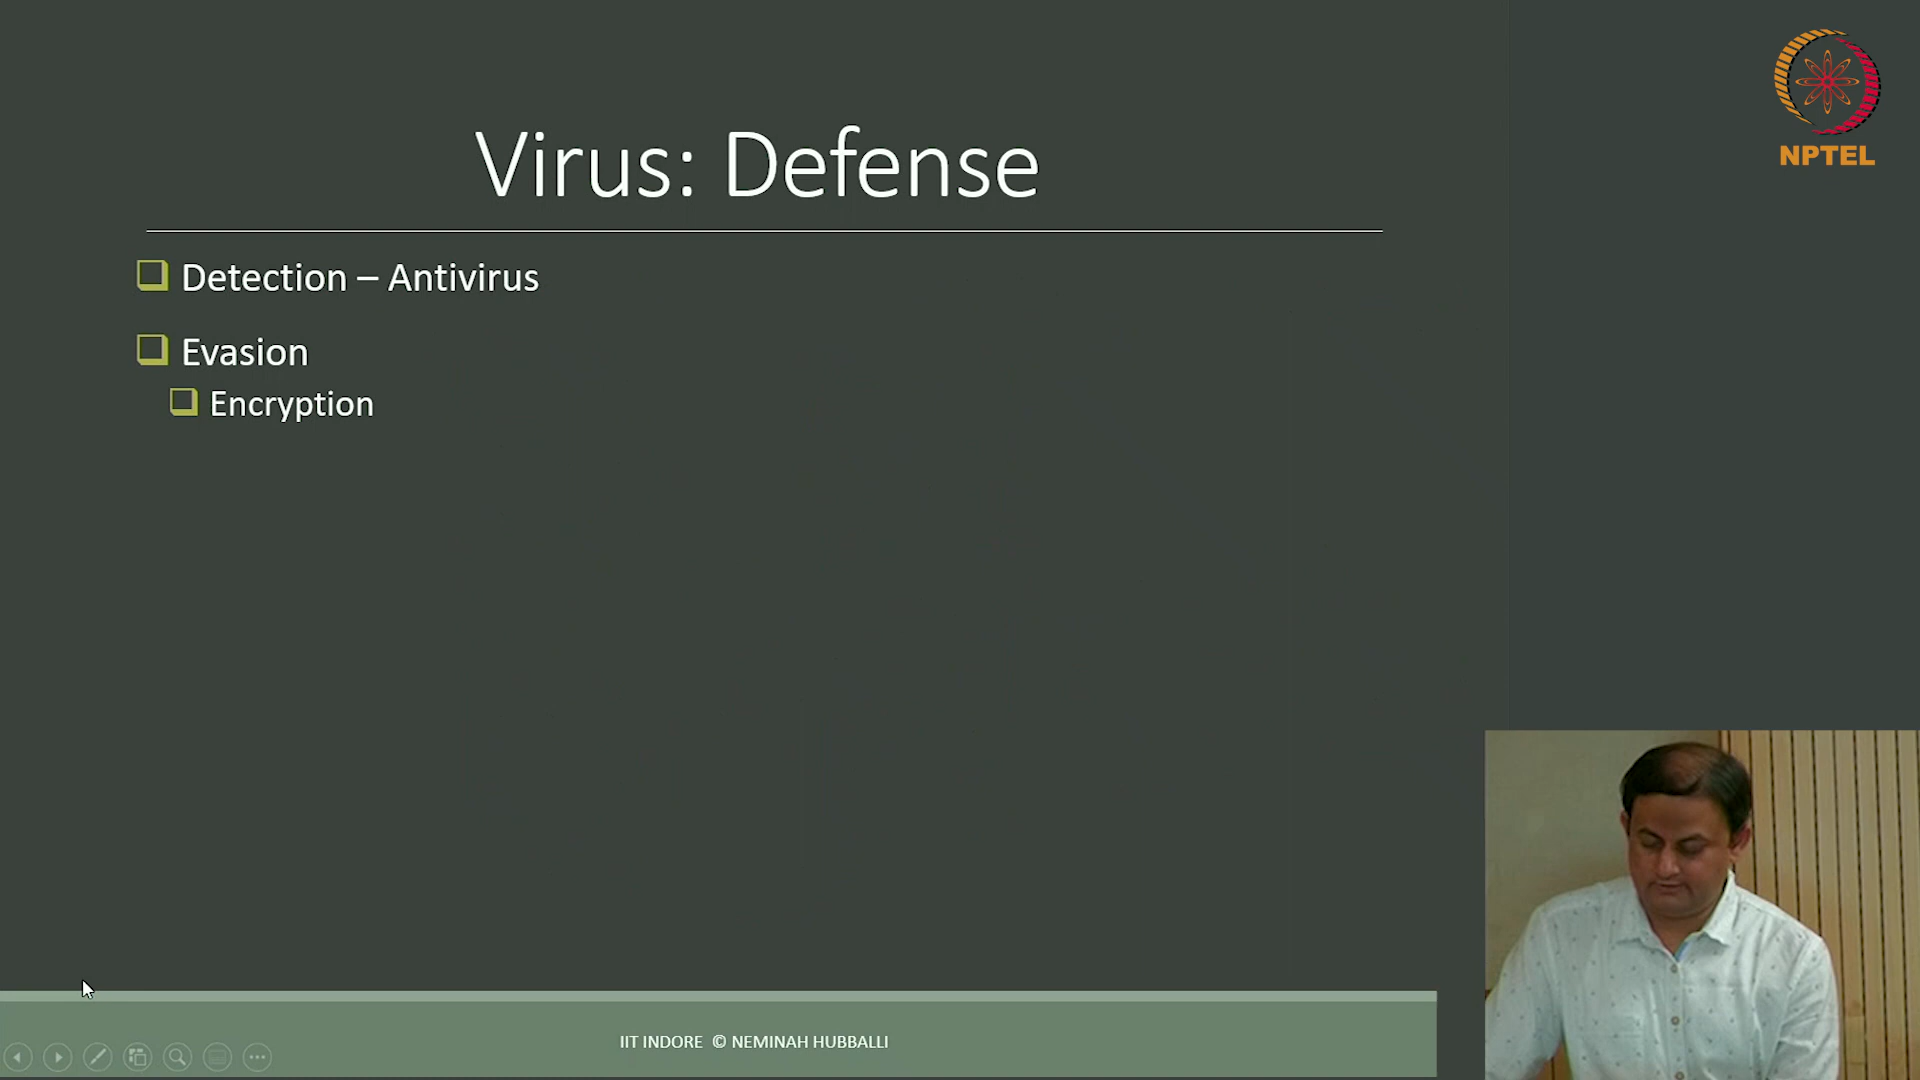 NPTEL
Virus: Defense
Detection – Antivirus
Evasion
Encryption
IIT INDORE © NEMINAH HUBBALLI